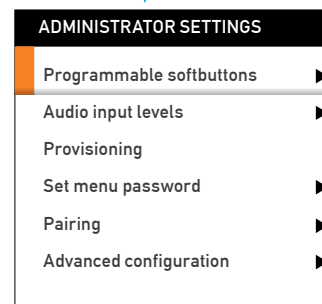 ADMINISTRATOR SETTINGS
Programmable softbuttons
Audio input levels
Provisioning
Set menu password
Pairing
Advanced configuration